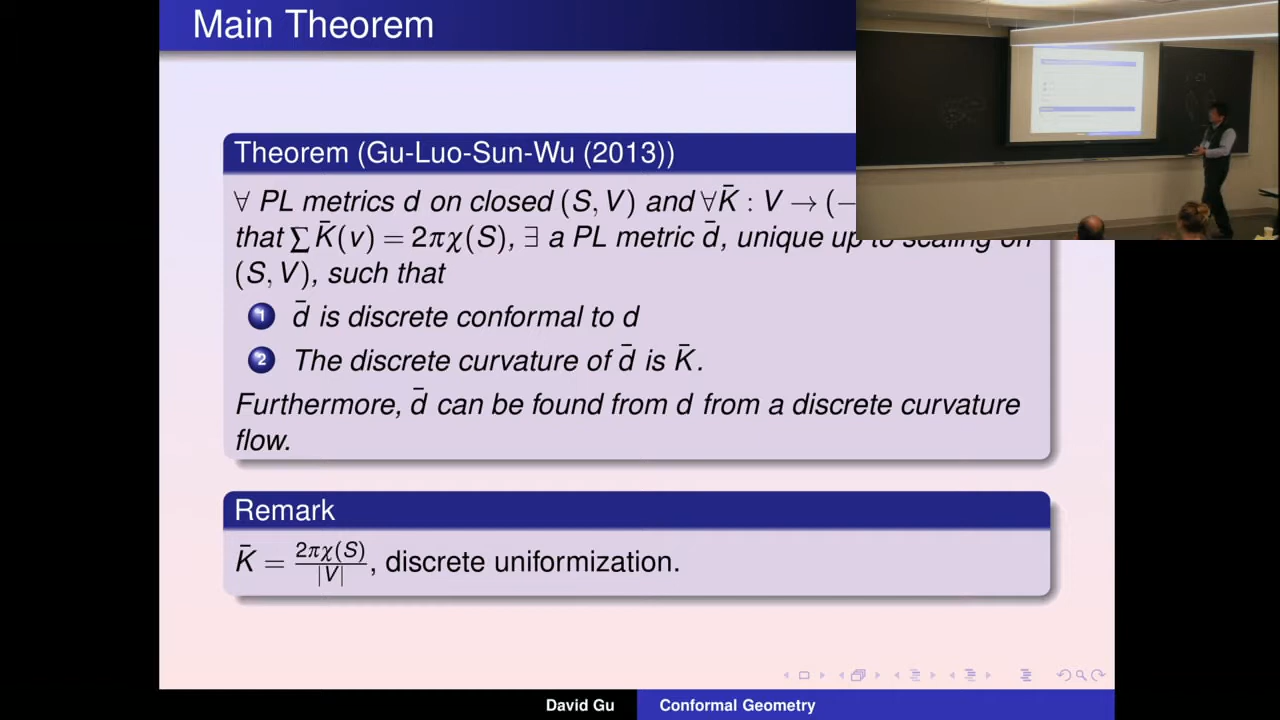 Main Theorem
Theorem (Gu-Luo-Sun-Wu (2013))
∀ PL metrics d on closed (S, V) and ∀K̄ : V → (−
that ∑ K̄(v) = 2πχ(S), ∃ a PL metric d̄, unique up to scaling on
(S, V), such that
1 d̄ is discrete conformal to d
2 The discrete curvature of d̄ is K̄.
Furthermore, d̄ can be found from d from a discrete curvature
flow.
Remark
K̄ = 2πχ(S)/|V|, discrete uniformization.
David Gu
Conformal Geometry